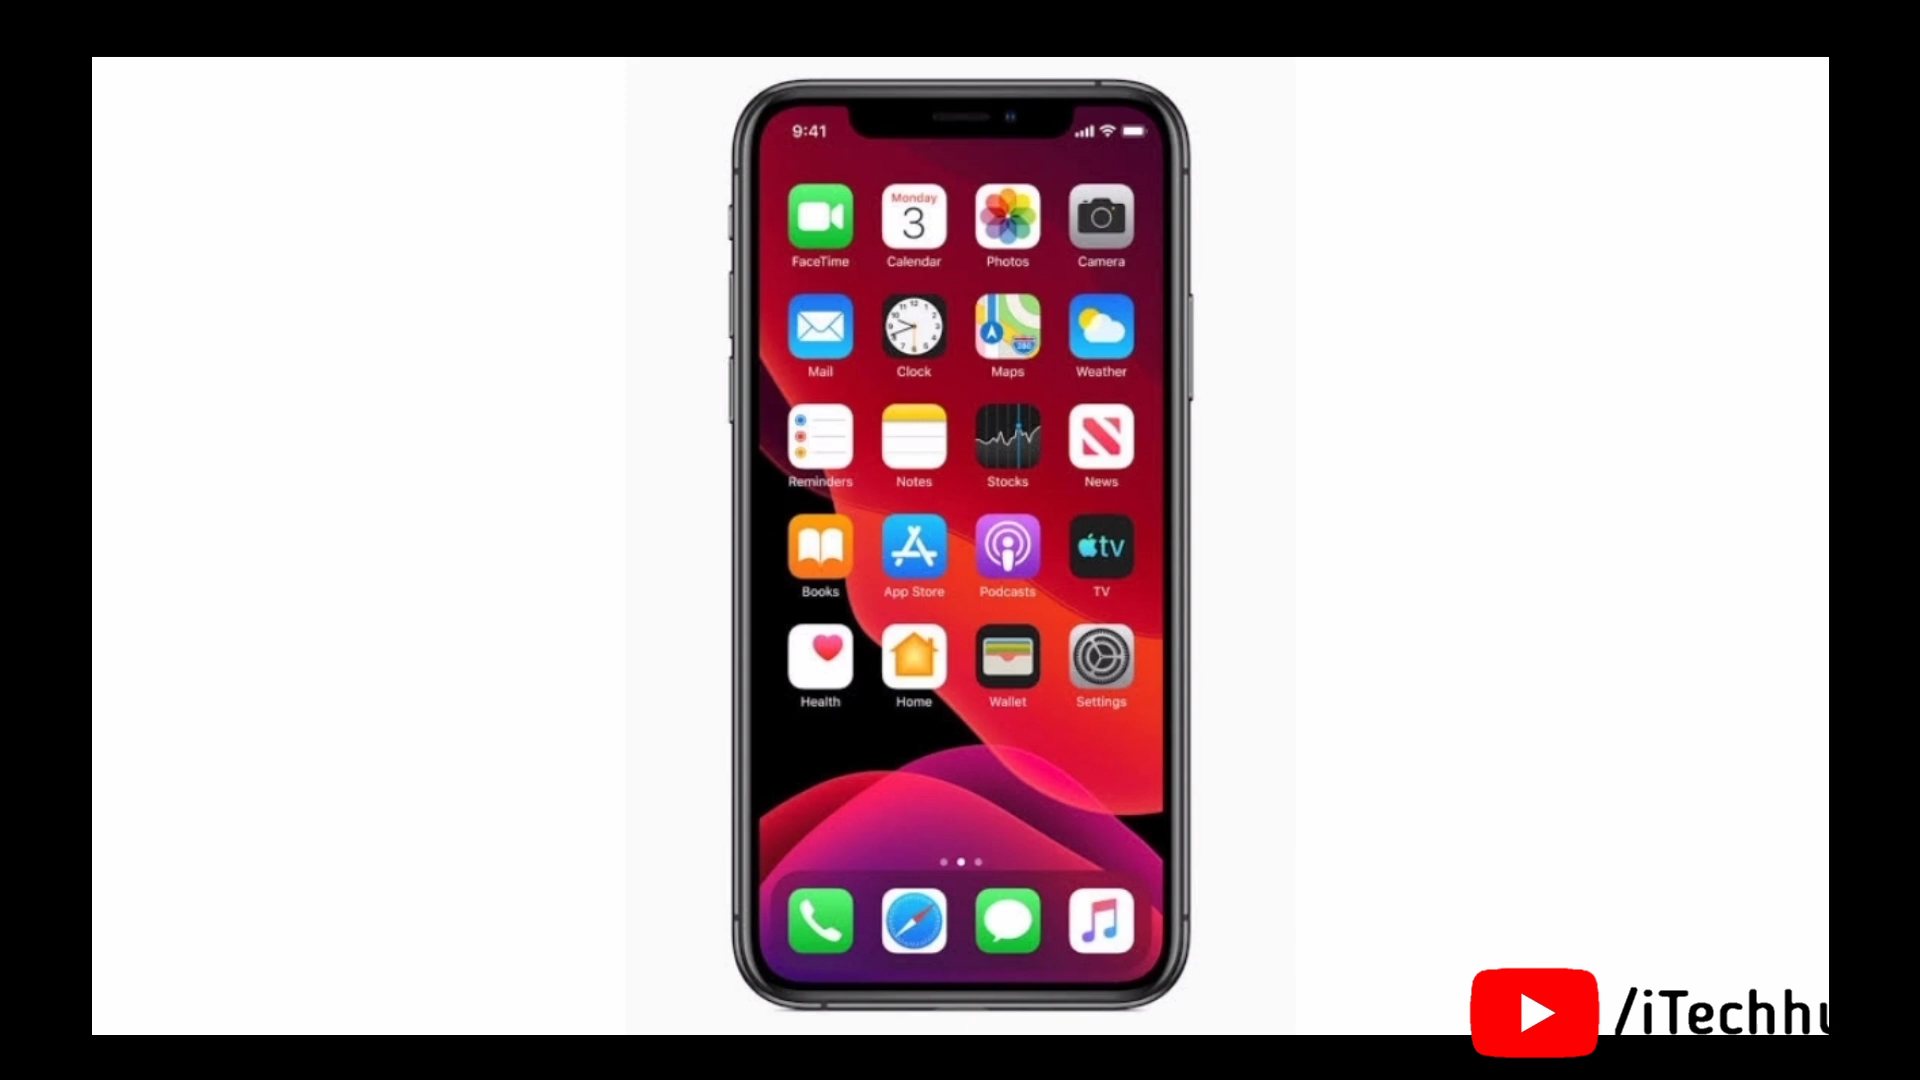 9:41
Monday
3
FaceTime Calendar Photos Camera
Mail Clock Maps Weather
Reminders Notes Stocks News
tv
Books App Store Podcasts TV
Health Home Wallet Settings
/iTechhu